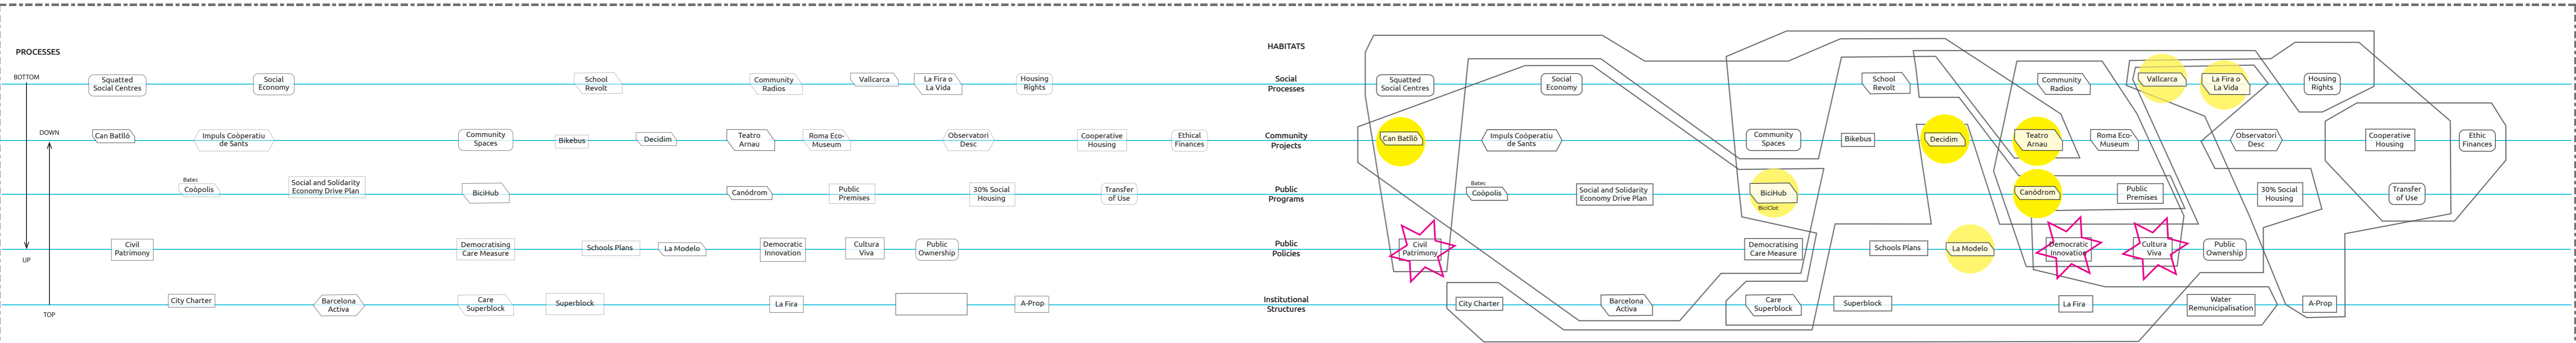 PROCESSES
BOTTOM
DOWN
UP
TOP
Squatted
Social Centres
Social
Economy
School
Revolt
Community
Radios
Vallcarca
La Fira o
La Vida
Housing
Rights
Can Batlló
Impuls Coòperatiu
de Sants
Community
Spaces
Bikebus
Decidim
Teatro
Arnau
Roma Eco-
Museum
Observatori
Desc
Cooperative
Housing
Ethical
Finances
Batec
Coòpolis
Social and Solidarity
Economy Drive Plan
BiciHub
Canódrom
Public
Premises
30% Social
Housing
Transfer
of Use
Civil
Patrimony
Democratising
Care Measure
Schools Plans
La Modelo
Democratic
Innovation
Cultura
Viva
Public
Ownership
City Charter
Barcelona
Activa
Care
Superblock
Superblock
La Fira
A-Prop
HABITATS
Social
Processes
Community
Projects
Public
Programs
Public
Policies
Institutional
Structures
Squatted
Social Centres
Social
Economy
School
Revolt
Community
Radios
Vallcarca
La Fira o
La Vida
Housing
Rights
Can Batlló
Impuls Coòperatiu
de Sants
Community
Spaces
Bikebus
Decidim
Teatro
Arnau
Roma Eco-
Museum
Observatori
Desc
Cooperative
Housing
Ethic
Finances
Batec
Coòpolis
Social and Solidarity
Economy Drive Plan
BiciHub
BiciClot
Canódrom
Public
Premises
30% Social
Housing
Transfer
of Use
Civil
Patrimony
Democratising
Care Measure
Schools Plans
La Modelo
Democratic
Innovation
Cultura
Viva
Public
Ownership
City Charter
Barcelona
Activa
Care
Superblock
Superblock
La Fira
Water
Remunicipalisation
A-Prop